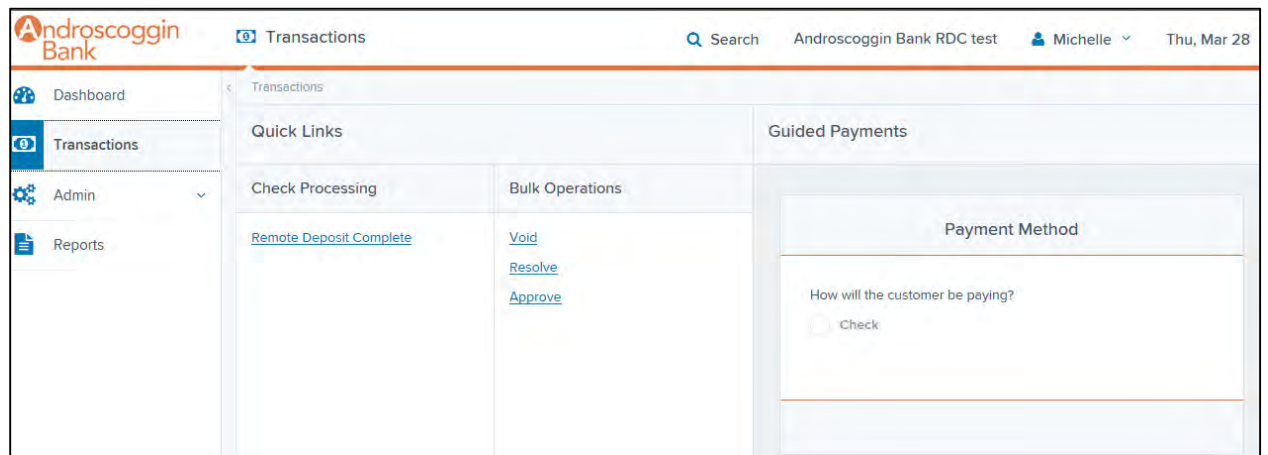 Androscoggin
Bank
Transactions
Search
Androscoggin Bank RDC test
Michelle
Thu, Mar 28
Dashboard
Transactions
Admin
Reports
Transactions
Quick Links
Check Processing
Remote Deposit Complete
Bulk Operations
Void
Resolve
Approve
Guided Payments
Payment Method
How will the customer be paying?
Check